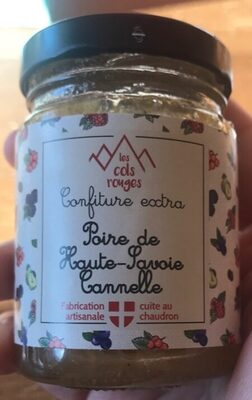 les
cols
rouges
Confiture extra
Poire de
Haute-Savoie
Cannelle
Fabrication cuite au
artisanale chaudron